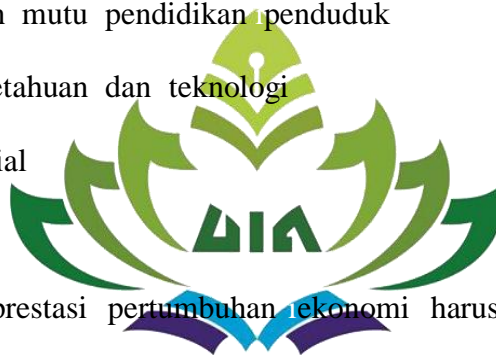 mutu pendidikan penduduk
etahuan dan teknologi
ial
UIN
prestasi pertumbuhan ekonomi harus